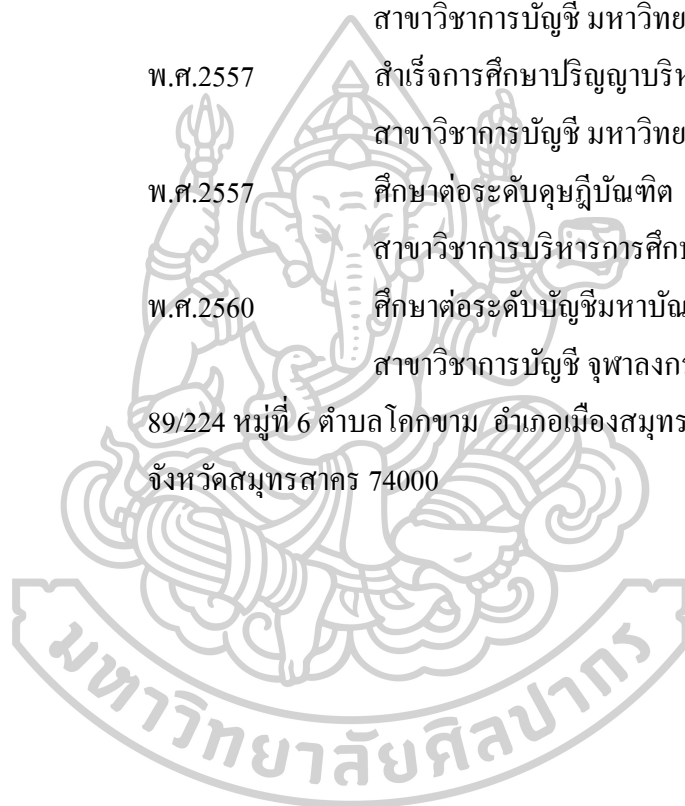 สาขาวิชาการบัญชี มหาวิทย
พ.ศ.2557 สำเร็จการศึกษาปริญญาบริห
สาขาวิชาการบัญชี มหาวิทย
พ.ศ.2557 ศึกษาต่อระดับดุษฎีบัณฑิต
สาขาวิชาการบริหารการศึกษ
พ.ศ.2560 ศึกษาต่อระดับบัญชีมหาบัณ
สาขาวิชาการบัญชี จุฬาลงกร
89/224 หมู่ที่ 6 ตำบลโคกขาม อำเภอเมืองสมุทร
จังหวัดสมุทรสาคร 74000
มหาวิทยาลัยศิลปากร